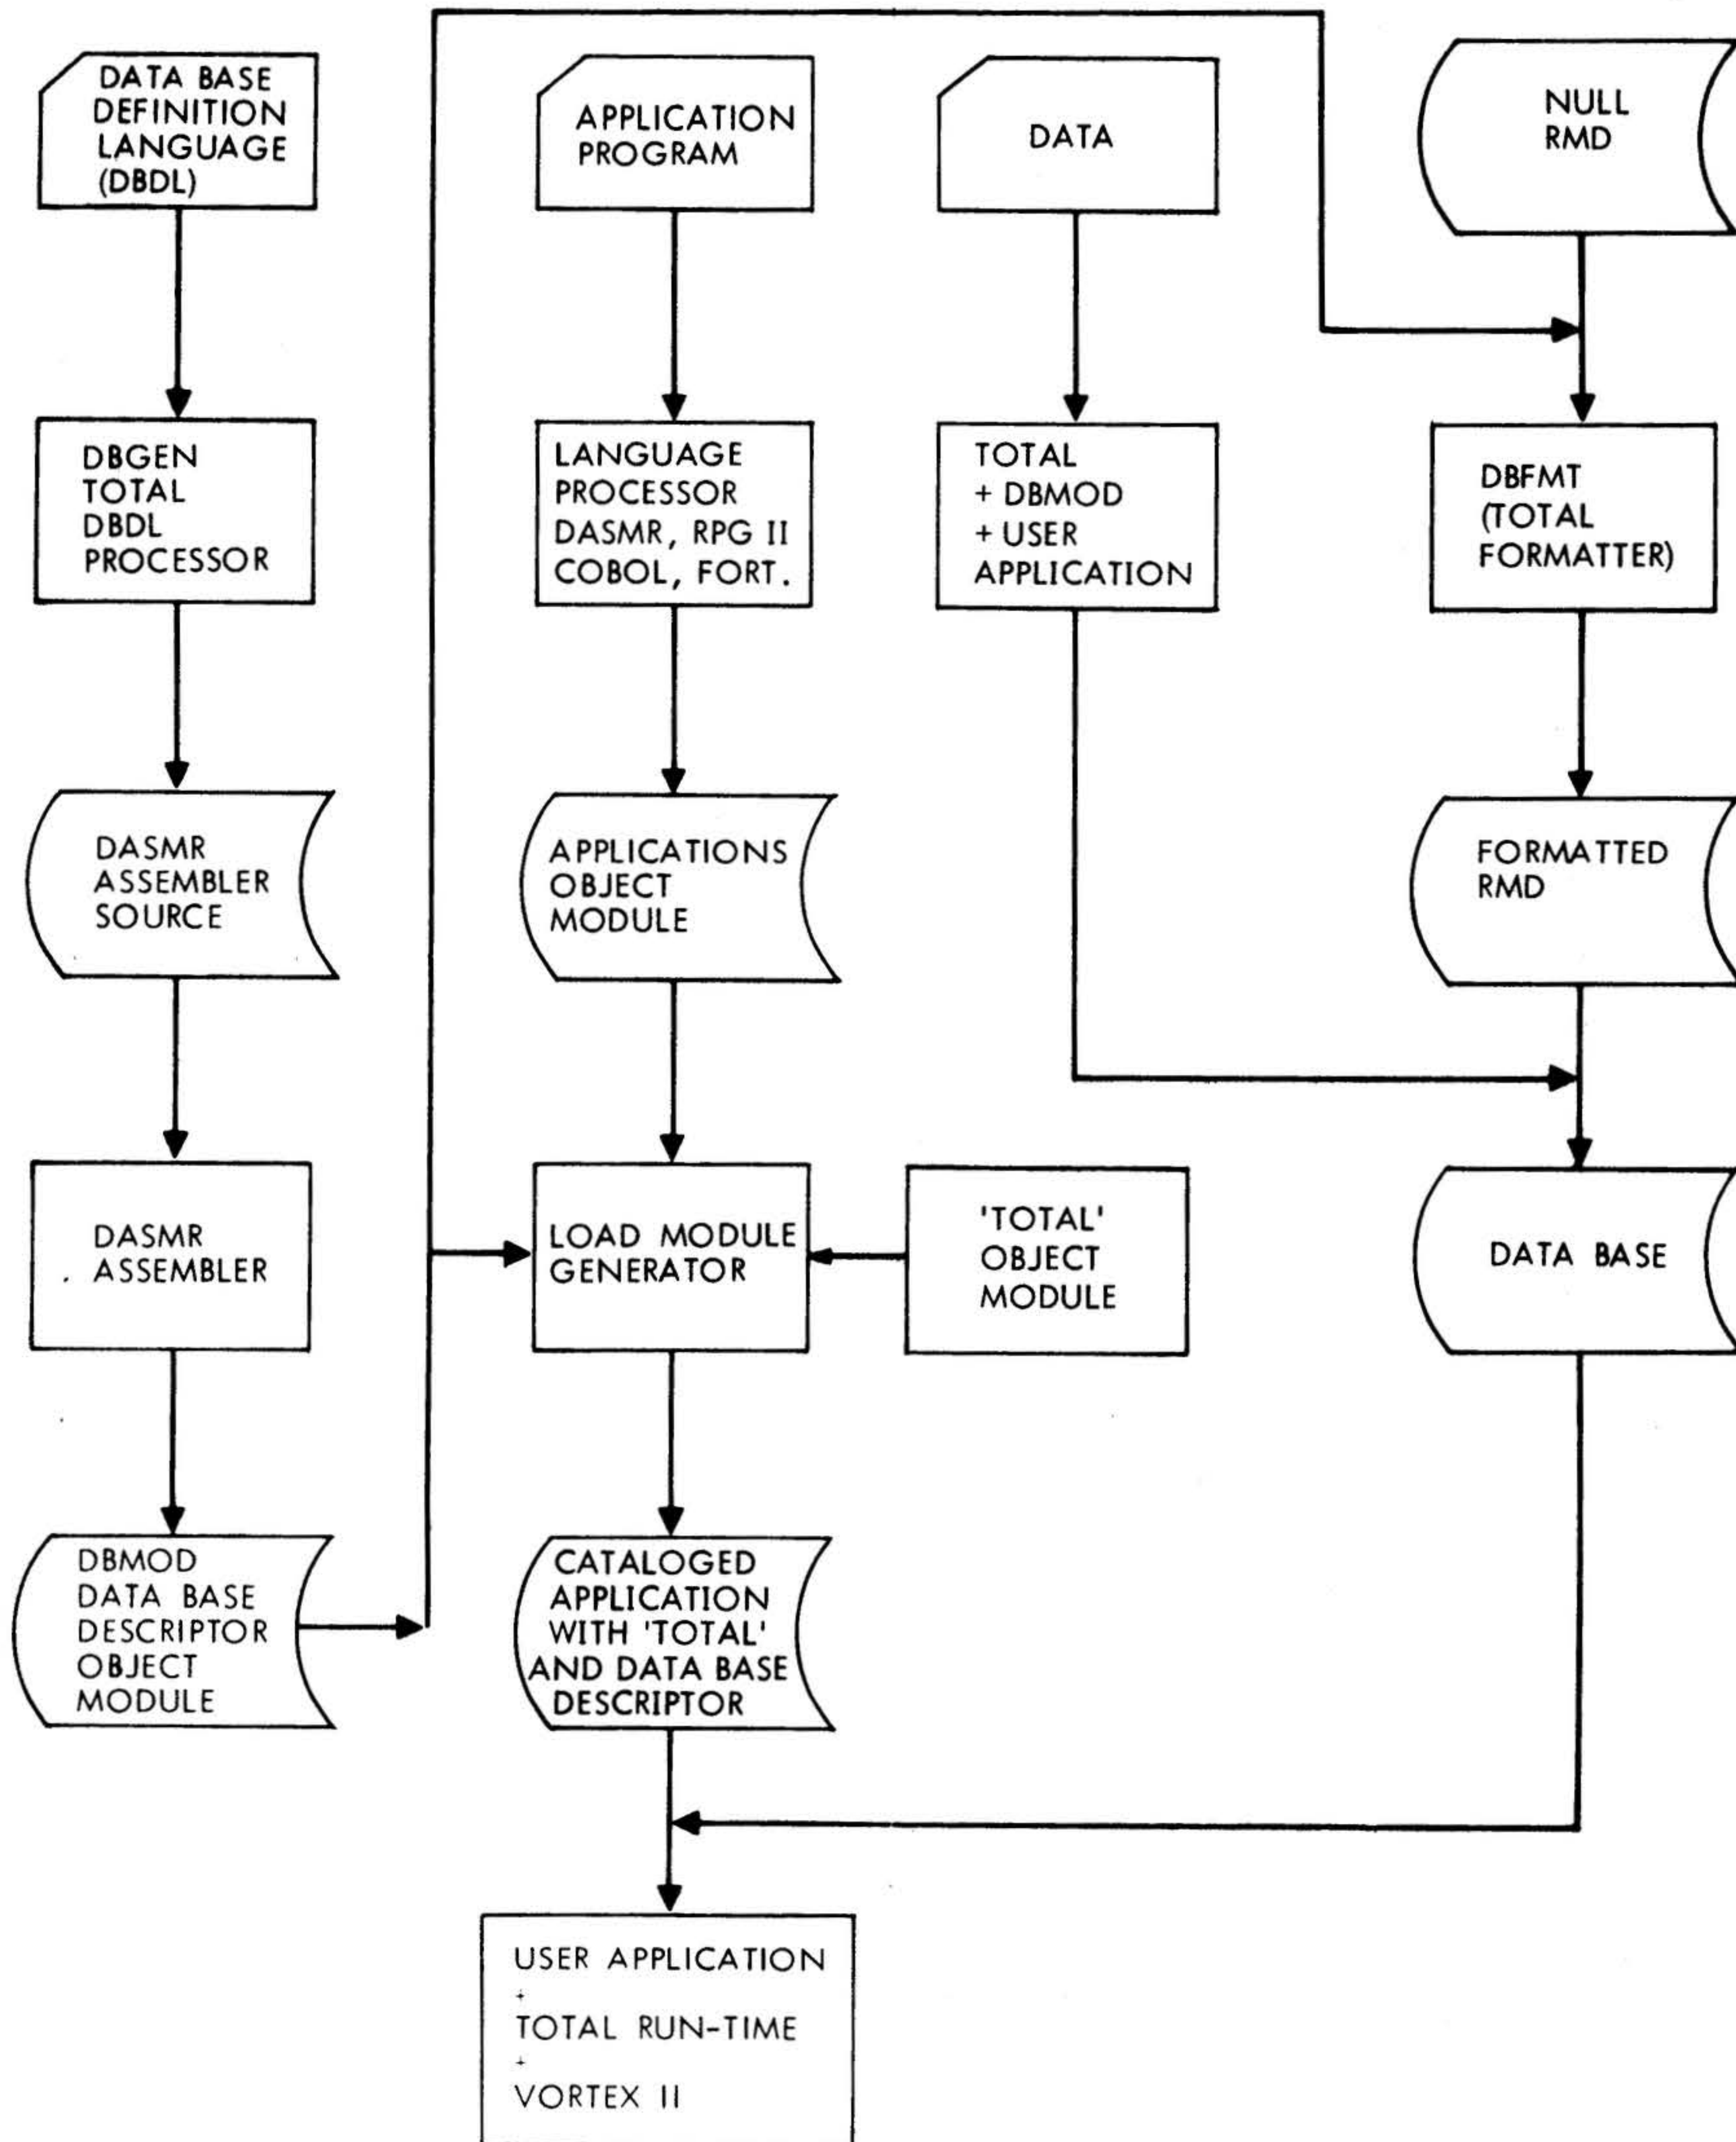 DATA BASE
DEFINITION
LANGUAGE
(DBDL)
APPLICATION
PROGRAM
DATA
NULL
RMD
DBGEN
TOTAL
DBDL
PROCESSOR
LANGUAGE
PROCESSOR
DASMR, RPG II
COBOL, FORT.
TOTAL
+ DBMOD
+ USER
APPLICATION
DBFMT
(TOTAL
FORMATTER)
DASMR
ASSEMBLER
SOURCE
APPLICATIONS
OBJECT
MODULE
FORMATTED
RMD
DASMR
ASSEMBLER
LOAD MODULE
GENERATOR
'TOTAL'
OBJECT
MODULE
DATA BASE
DBMOD
DATA BASE
DESCRIPTOR
OBJECT
MODULE
CATALOGED
APPLICATION
WITH 'TOTAL'
AND DATA BASE
DESCRIPTOR
USER APPLICATION
+
TOTAL RUN-TIME
+
VORTEX II